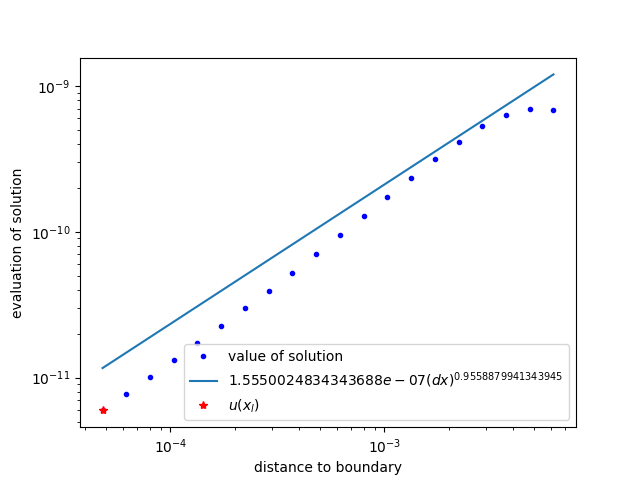 10⁻⁹
10⁻¹⁰
10⁻¹¹
evaluation of solution
value of solution
1.5550024834343688e − 07(dx)^0.9558879941343945
u(x_l)
10⁻⁴
10⁻³
distance to boundary